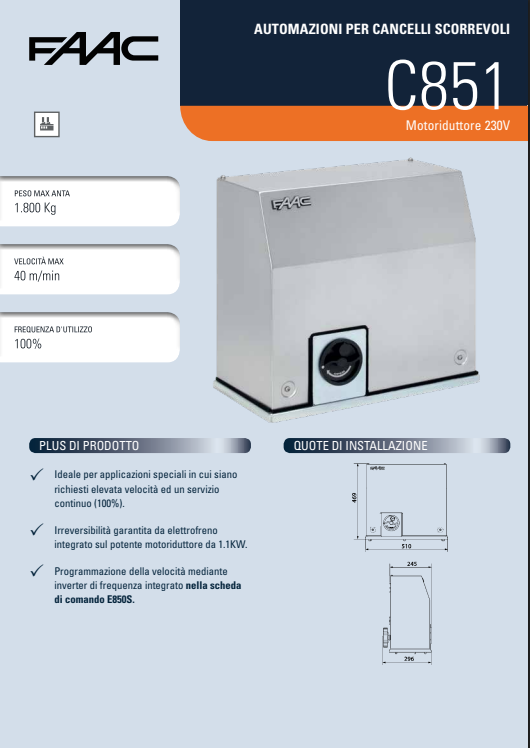 FAAC
AUTOMAZIONI PER CANCELLI SCORREVOLI
C851
Motoriduttore 230V
PESO MAX ANTA
1.800 Kg
VELOCITÀ MAX
40 m/min
FREQUENZA D'UTILIZZO
100%
FAAC
PLUS DI PRODOTTO
Ideale per applicazioni speciali in cui siano
richiesti elevata velocità ed un servizio
continuo (100%).
Irreversibilità garantita da elettrofreno
integrato sul potente motoriduttore da 1.1KW.
Programmazione della velocità mediante
inverter di frequenza integrato nella scheda
di comando E850S.
QUOTE DI INSTALLAZIONE
FAAC
469
510
245
296